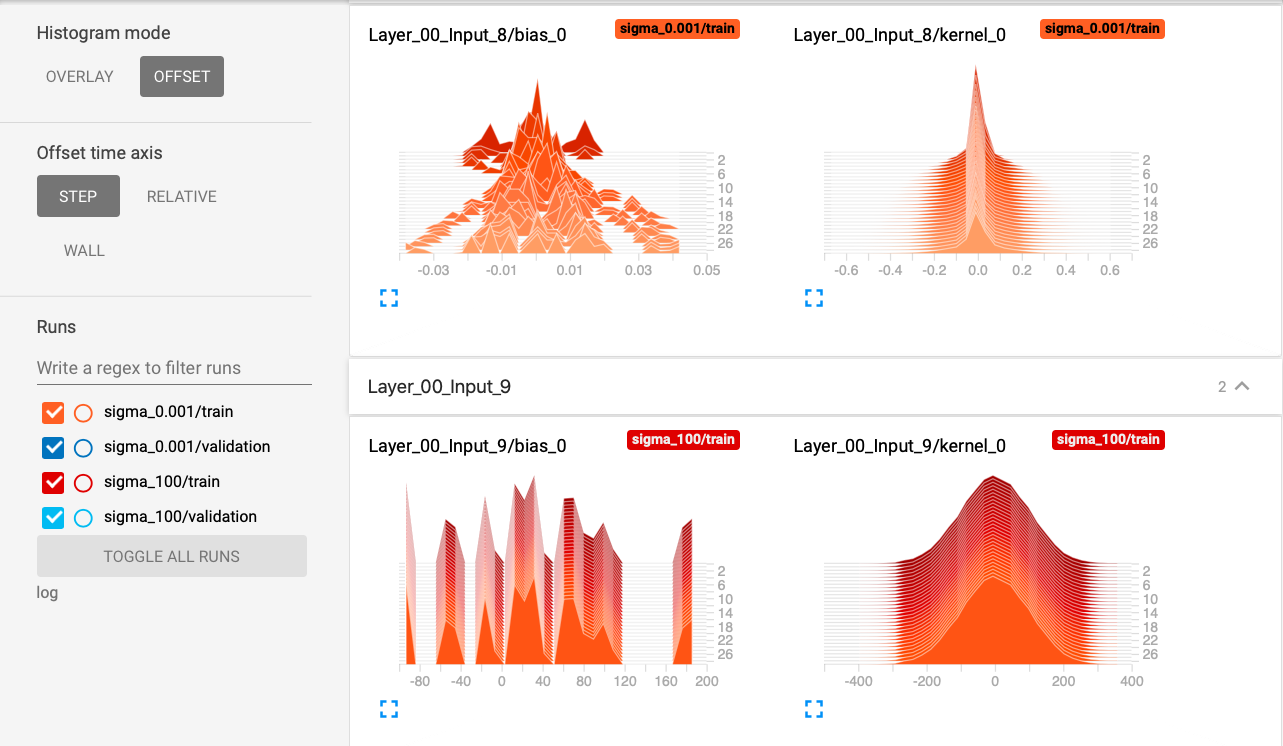 Histogram mode
OVERLAY OFFSET
Offset time axis
STEP RELATIVE
WALL
Runs
Write a regex to filter runs
sigma_0.001/train
sigma_0.001/validation
sigma_100/train
sigma_100/validation
TOGGLE ALL RUNS
log
Layer_00_Input_8/bias_0 sigma_0.001/train
2
6
10
14
18
22
26
-0.03 -0.01 0.01 0.03 0.05
Layer_00_Input_8/kernel_0 sigma_0.001/train
2
6
10
14
18
22
26
-0.6 -0.4 -0.2 0.0 0.2 0.4 0.6
Layer_00_Input_9 2
Layer_00_Input_9/bias_0 sigma_100/train
2
6
10
14
18
22
26
-80 -40 0 40 80 120 160 200
Layer_00_Input_9/kernel_0 sigma_100/train
2
6
10
14
18
22
26
-400 -200 0 200 400